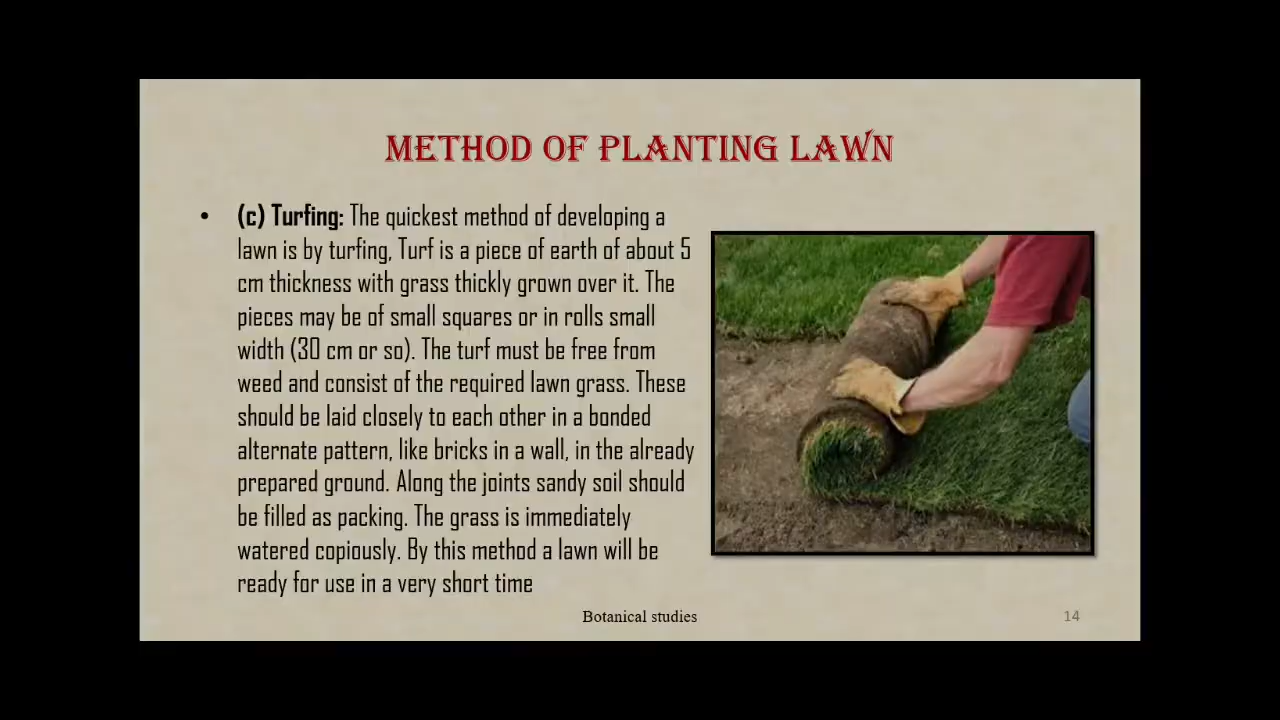 METHOD OF PLANTING LAWN
• (c) Turfing: The quickest method of developing a
lawn is by turfing, Turf is a piece of earth of about 5
cm thickness with grass thickly grown over it. The
pieces may be of small squares or in rolls small
width (30 cm or so). The turf must be free from
weed and consist of the required lawn grass. These
should be laid closely to each other in a bonded
alternate pattern, like bricks in a wall, in the already
prepared ground. Along the joints sandy soil should
be filled as packing. The grass is immediately
watered copiously. By this method a lawn will be
ready for use in a very short time
Botanical studies
14